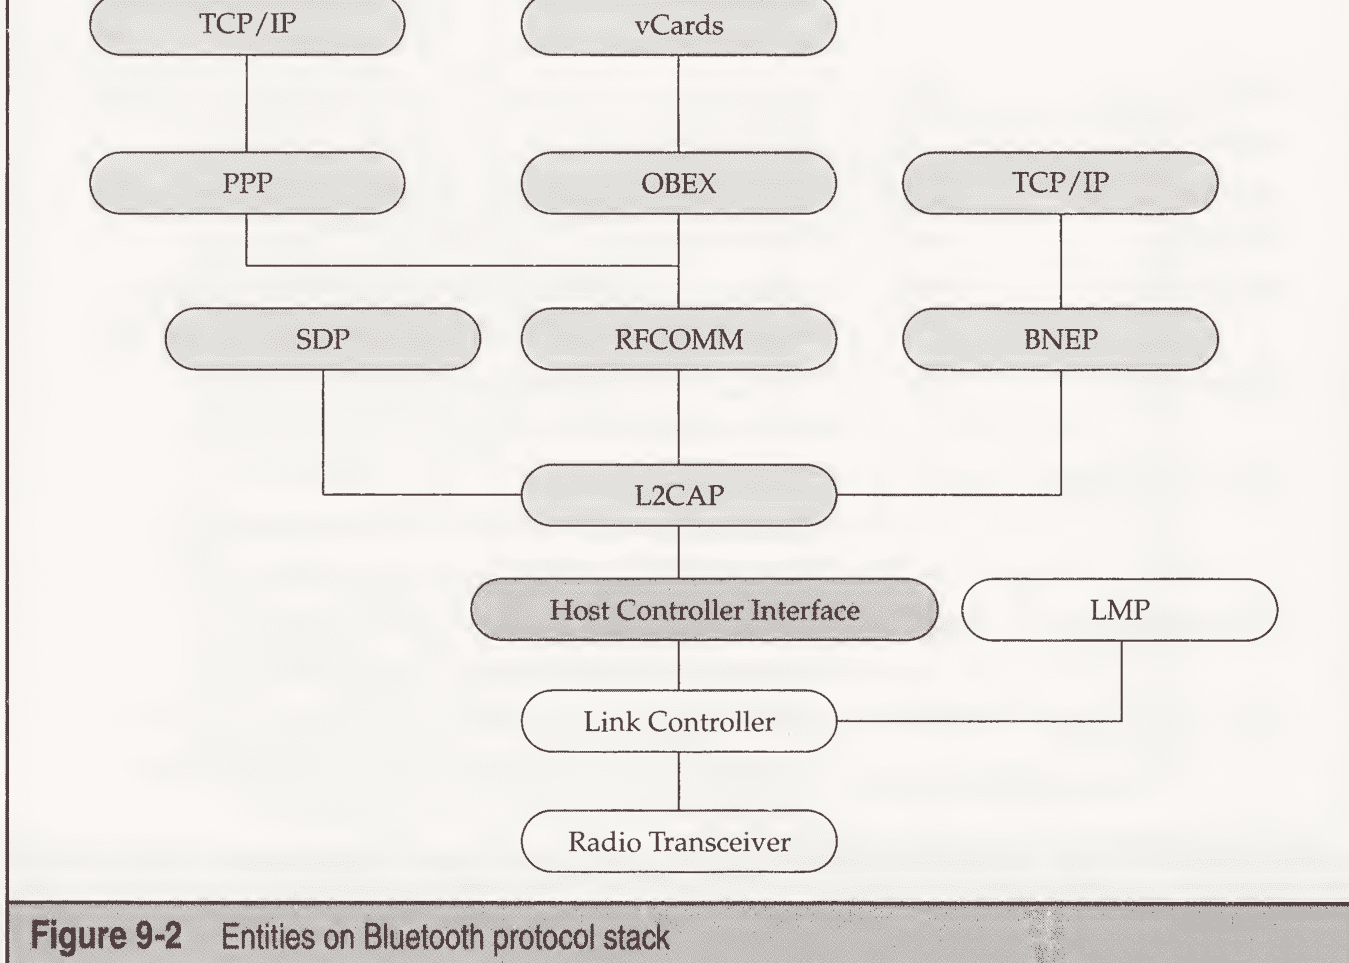 TCP/IP vCards
PPP OBEX TCP/IP
SDP RFCOMM BNEP
L2CAP
Host Controller Interface LMP
Link Controller
Radio Transceiver
Figure 9-2 Entities on Bluetooth protocol stack